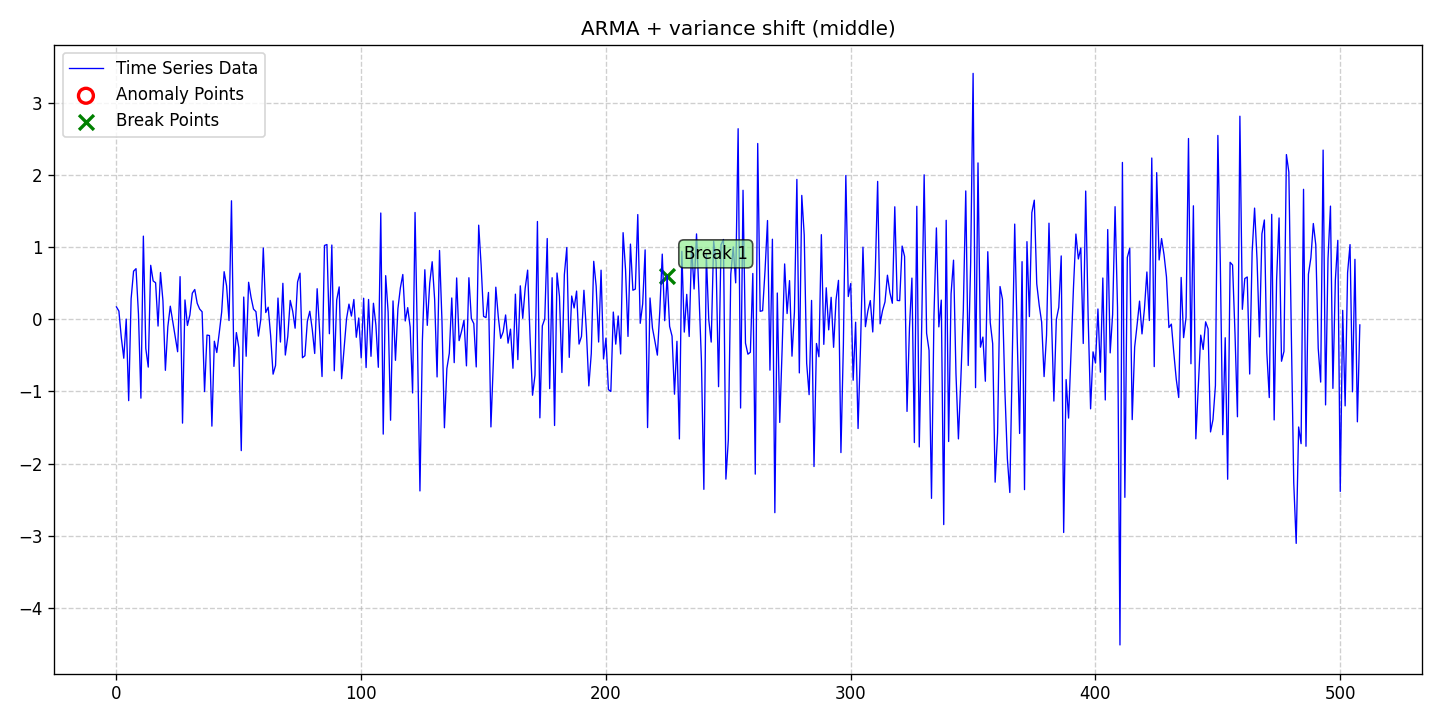 ARMA + variance shift (middle)
Time Series Data
Anomaly Points
Break Points
Break 1
3
2
1
0
−1
−2
−3
−4
0 100 200 300 400 500